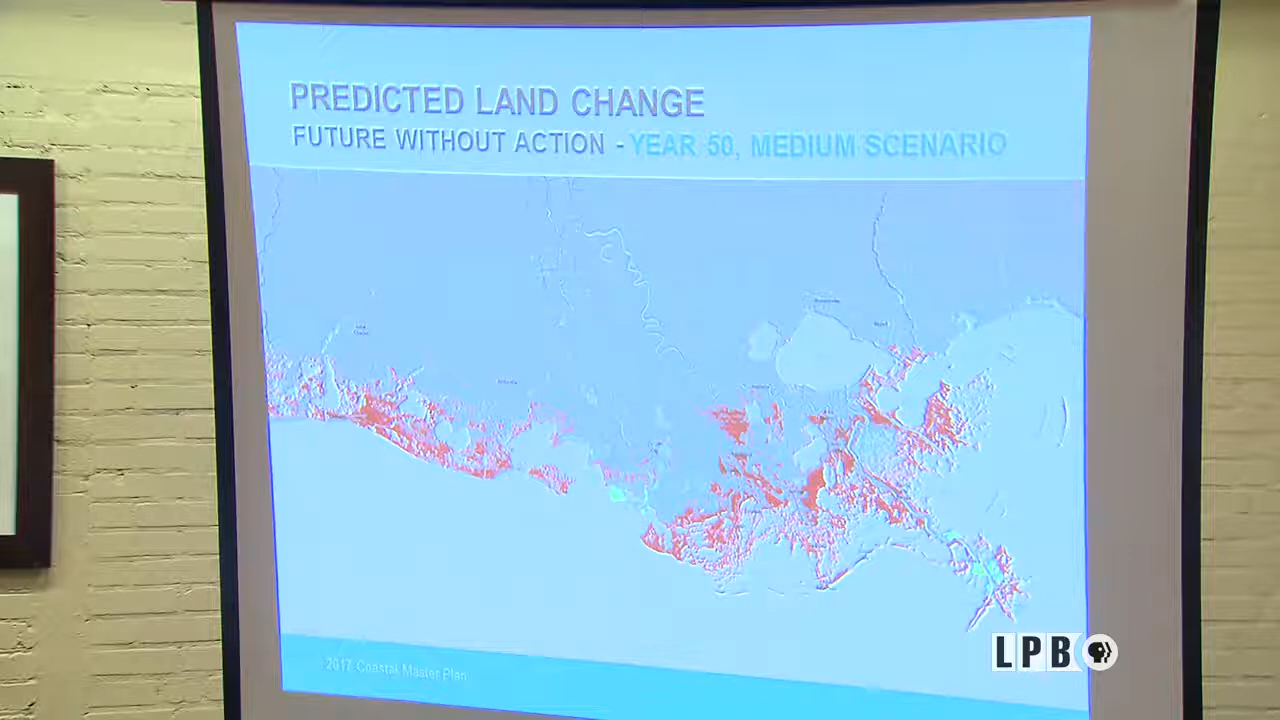 PREDICTED LAND CHANGE
FUTURE WITHOUT ACTION - YEAR 50, MEDIUM SCENARIO
2017 Coastal Master Plan
LPB